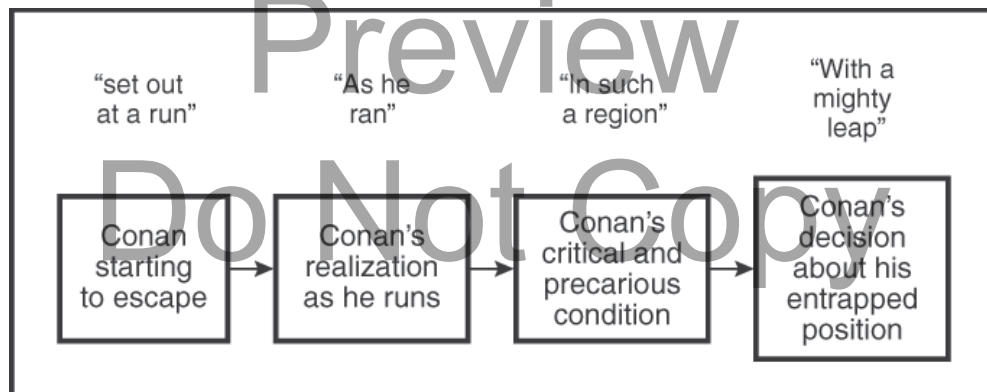 Preview
“set out
at a run”
“As he
ran”
“In such
a region”
“With a
mighty
leap”
Do Not Copy
Conan
starting
to escape
Conan’s
realization
as he runs
Conan’s
critical and
precarious
condition
Conan’s
decision
about his
entrapped
position